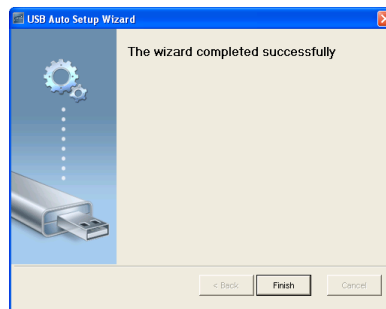 USB Auto Setup Wizard
The wizard completed successfully
< Back
Finish
Cancel